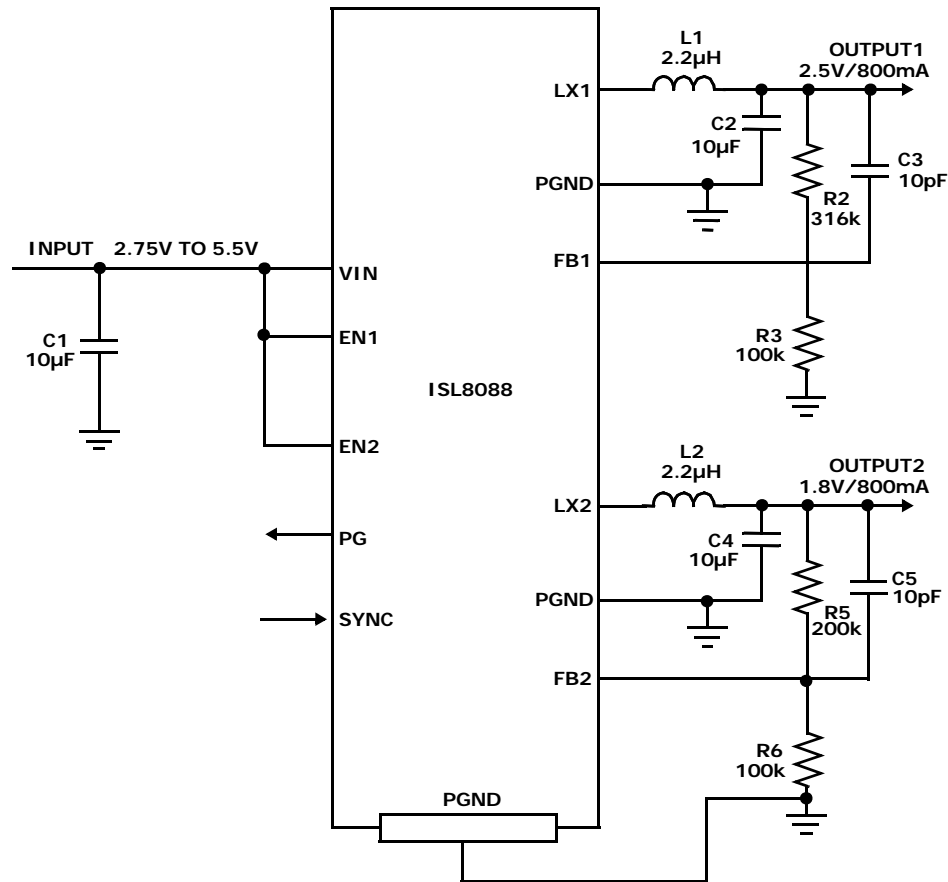 L1
2.2µH
OUTPUT1
2.5V/800mA
LX1
C2
10µF
C3
10pF
PGND
R2
316k
INPUT 2.75V TO 5.5V
FB1
VIN
C1
10µF
EN1
R3
100k
ISL8088
EN2
L2
2.2µH
OUTPUT2
1.8V/800mA
LX2
PG
C4
10µF
C5
10pF
PGND
R5
200k
SYNC
FB2
R6
100k
PGND